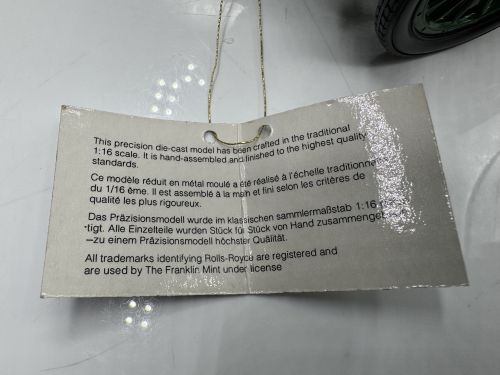 This precision die-cast model has been crafted in the traditional
1:16 scale. It is hand-assembled and finished to the highest quality
standards.
Ce modèle réduit en métal moulé a été réalisé à l'échelle traditionne
du 1/16 ème. Il est assemblé à la main et fini selon les critères de
qualité les plus rigoureux.
Das Präzisionsmodell wurde im klassischen sammlermaßstab 1:16
-tigt. Alle Einzelteile wurden Stück für Stück von Hand zusammenge
—zu einem Präzisionsmodell höchster Qualität.
All trademarks identifying Rolls-Royce are registered and
are used by The Franklin Mint under license